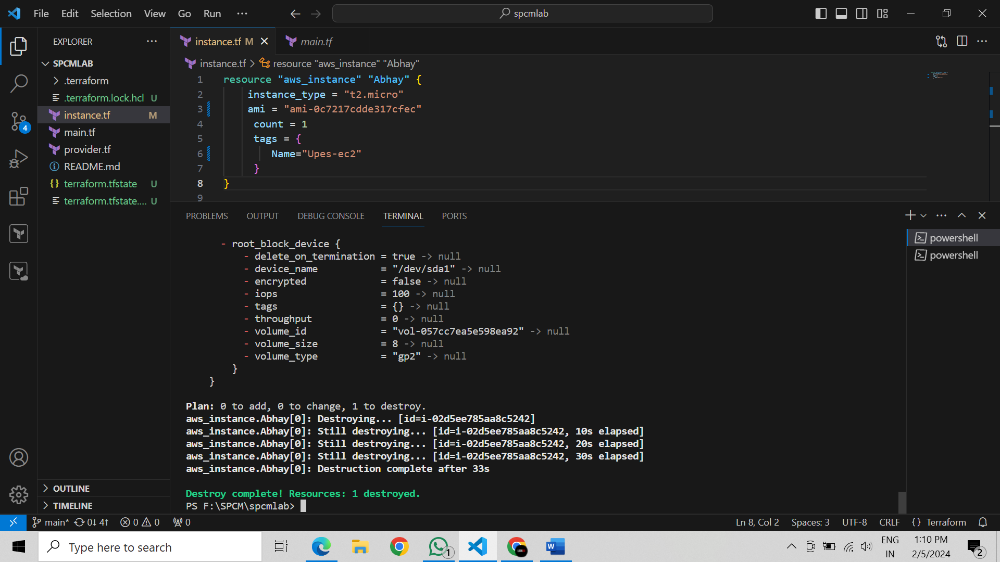 File Edit Selection View Go Run ···
spcmlab
EXPLORER ···
SPCMLAB
.terraform
.terraform.lock.hcl U
instance.tf M
main.tf
provider.tf
README.md
{} terraform.tfstate U
terraform.tfstate.... U
OUTLINE
TIMELINE
4
instance.tf M
main.tf
instance.tf > resource "aws_instance" "Abhay"
1 resource "aws_instance" "Abhay" {
2 instance_type = "t2.micro"
3 ami = "ami-0c7217cdde317cfec"
4 count = 1
5 tags = {
6 Name="Upes-ec2"
7 }
8 }
9
PROBLEMS OUTPUT DEBUG CONSOLE TERMINAL PORTS
powershell
powershell
- root_block_device {
- delete_on_termination = true -> null
- device_name = "/dev/sda1" -> null
- encrypted = false -> null
- iops = 100 -> null
- tags = {} -> null
- throughput = 0 -> null
- volume_id = "vol-057cc7ea5e598ea92" -> null
- volume_size = 8 -> null
- volume_type = "gp2" -> null
}
}
Plan: 0 to add, 0 to change, 1 to destroy.
aws_instance.Abhay[0]: Destroying... [id=i-02d5ee785aa8c5242]
aws_instance.Abhay[0]: Still destroying... [id=i-02d5ee785aa8c5242, 10s elapsed]
aws_instance.Abhay[0]: Still destroying... [id=i-02d5ee785aa8c5242, 20s elapsed]
aws_instance.Abhay[0]: Still destroying... [id=i-02d5ee785aa8c5242, 30s elapsed]
aws_instance.Abhay[0]: Destruction complete after 33s
Destroy complete! Resources: 1 destroyed.
PS F:\SPCM\spcmlab>
main* 0↓ 4↑ 0 0 0
Ln 8, Col 2 Spaces: 3 UTF-8 CRLF {} Terraform
Type here to search
1
W
ENG
IN
1:10 PM
2/5/2024
2